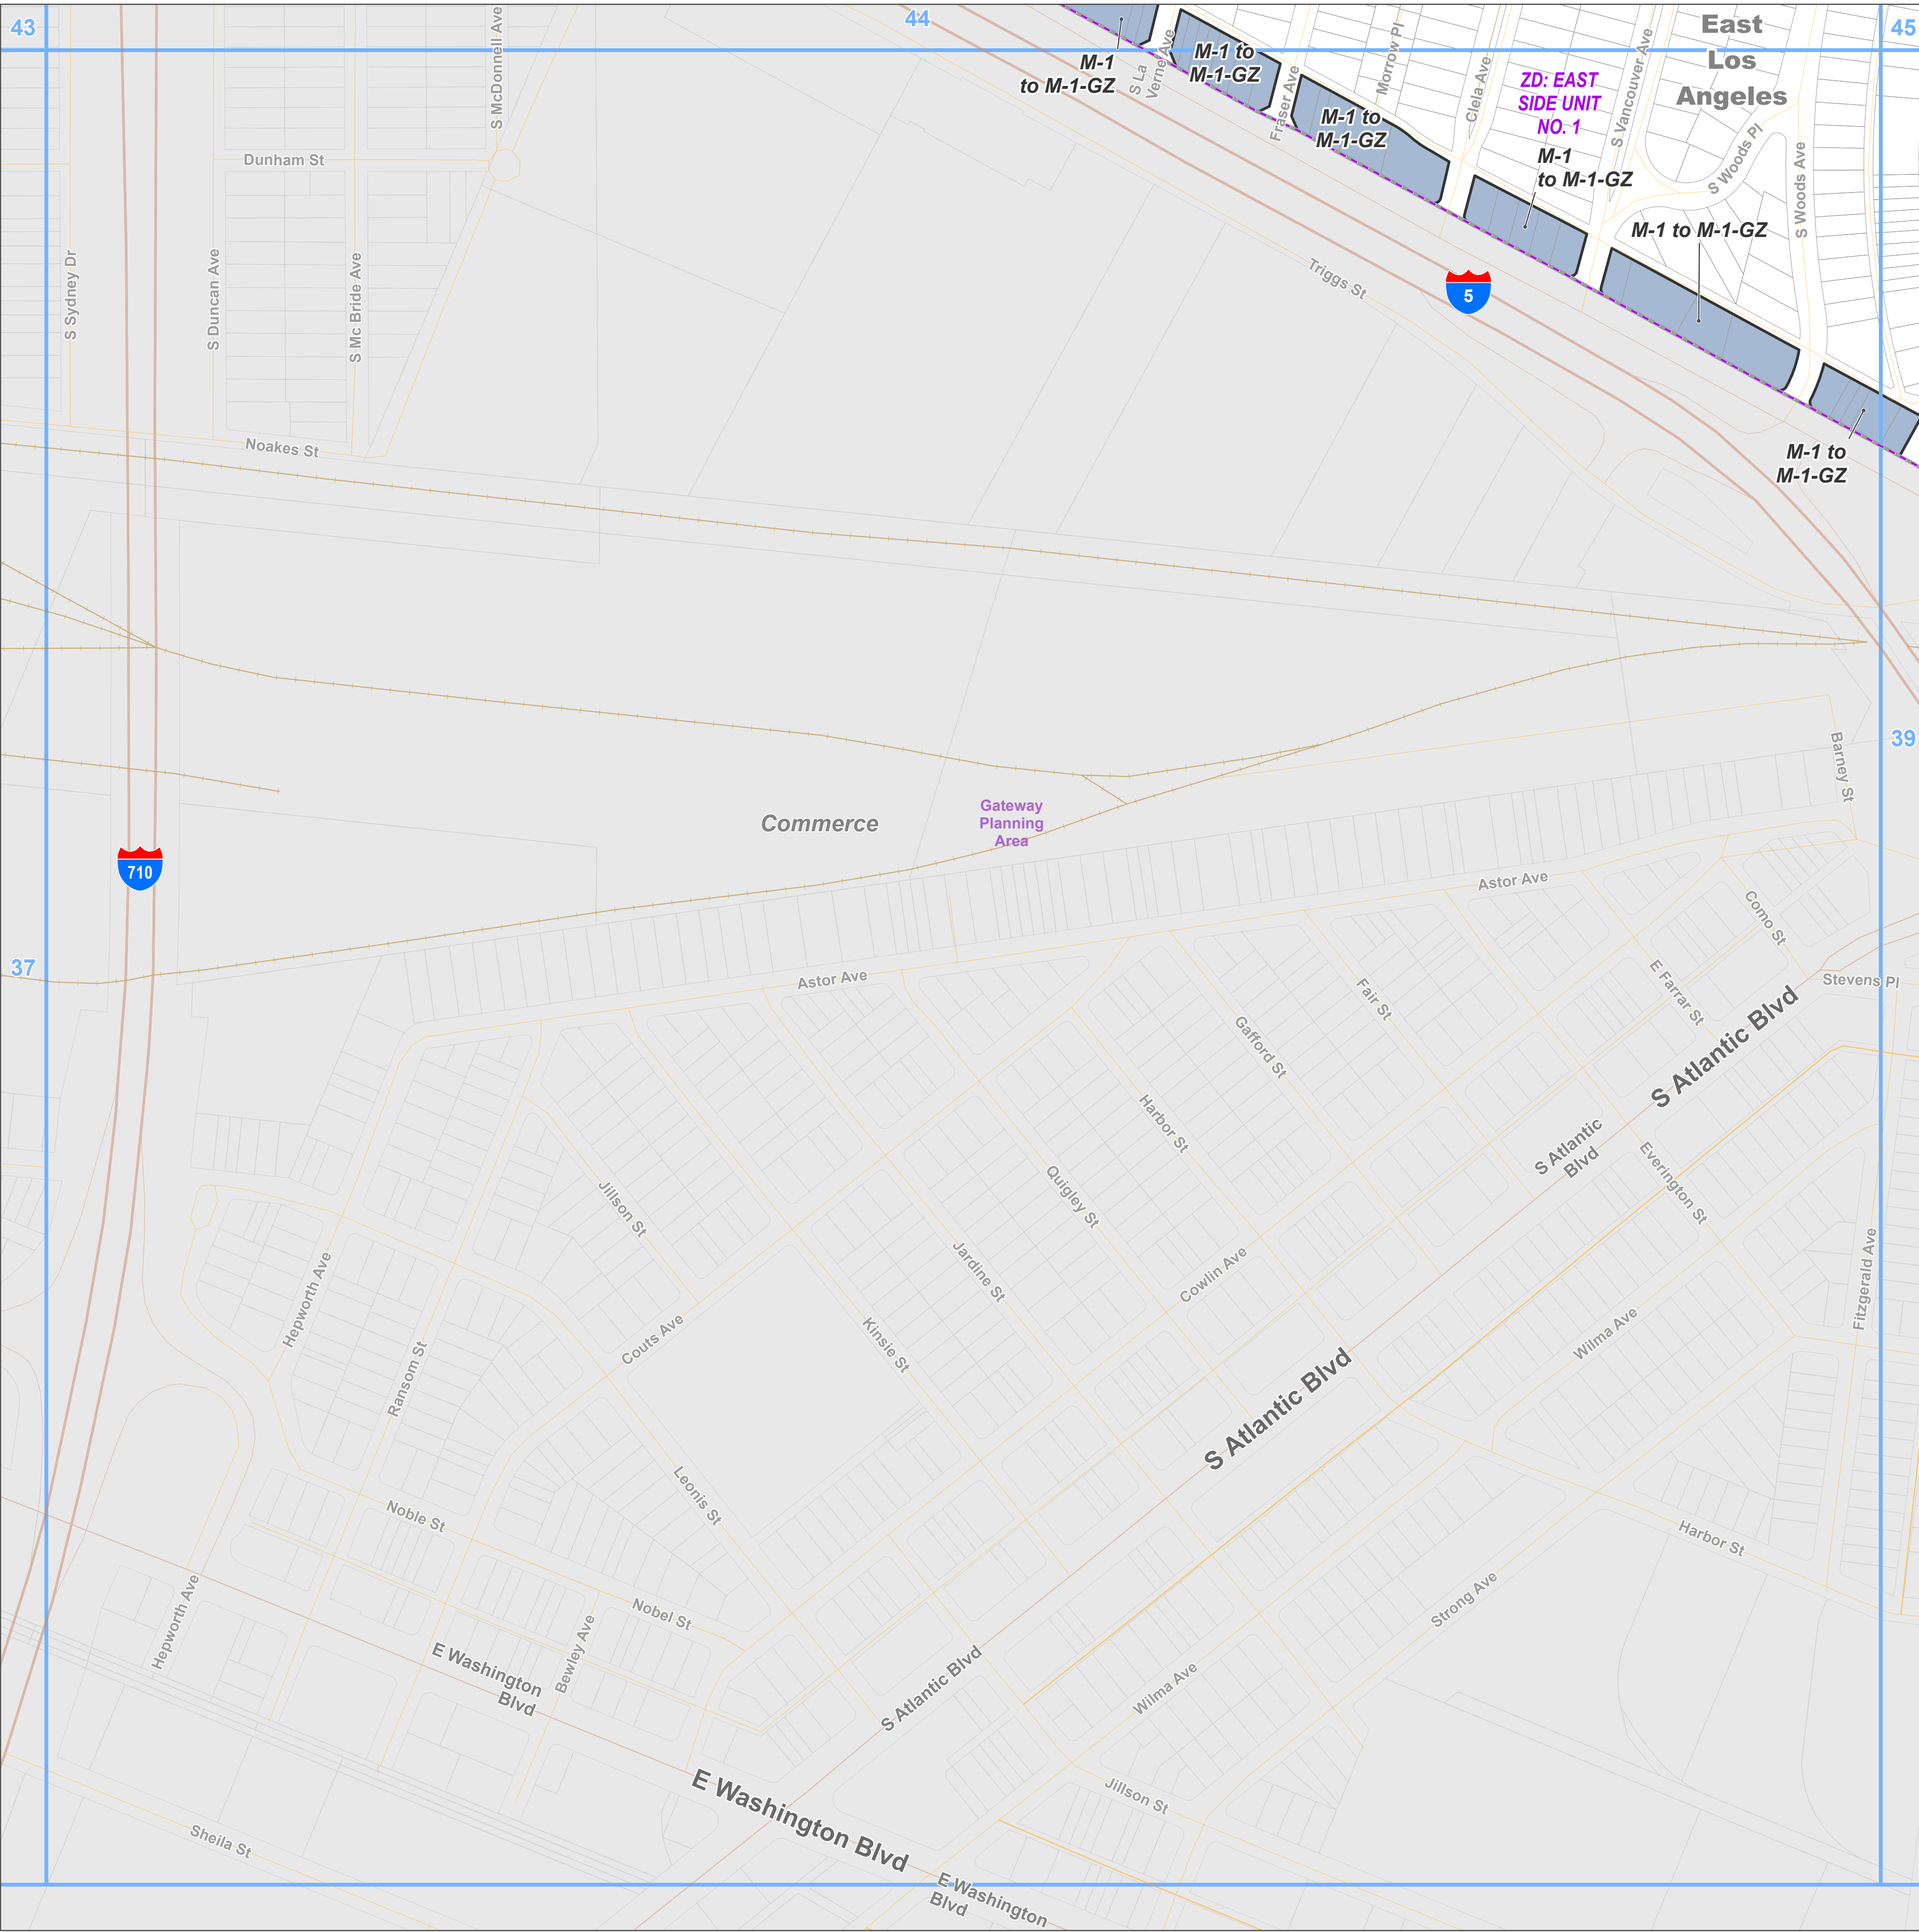 43
44
45
East
Los
Angeles
S McDonnell Ave
M-1
to M-1-GZ
S La
Verne Ave
M-1 to
M-1-GZ
Fraser Ave
Morrow Pl
Clela Ave
ZD: EAST
SIDE UNIT
NO. 1
S Vancouver Ave
M-1 to
M-1-GZ
M-1
to M-1-GZ
S Woods Pl
S Woods Ave
Dunham St
M-1 to M-1-GZ
S Sydney Dr
S Duncan Ave
S Mc Bride Ave
Triggs St
5
Noakes St
M-1 to
M-1-GZ
39
Barney St
Commerce
Gateway
Planning
Area
710
Astor Ave
Como St
37
Astor Ave
Fair St
E Farrar St
Stevens Pl
S Atlantic Blvd
Gafford St
Harbor St
S Atlantic
Blvd
Everington St
Jillson St
Quigley St
Jardine St
Cowlin Ave
Fitzgerald Ave
Hepworth Ave
Couts Ave
Kinsie St
Wilma Ave
Ransom St
S Atlantic Blvd
Leonis St
Noble St
Harbor St
Hepworth Ave
Nobel St
Strong Ave
Bewley Ave
E Washington
Blvd
S Atlantic Blvd
Wilma Ave
E Washington Blvd
Jillson St
Sheila St
E Washington
Blvd